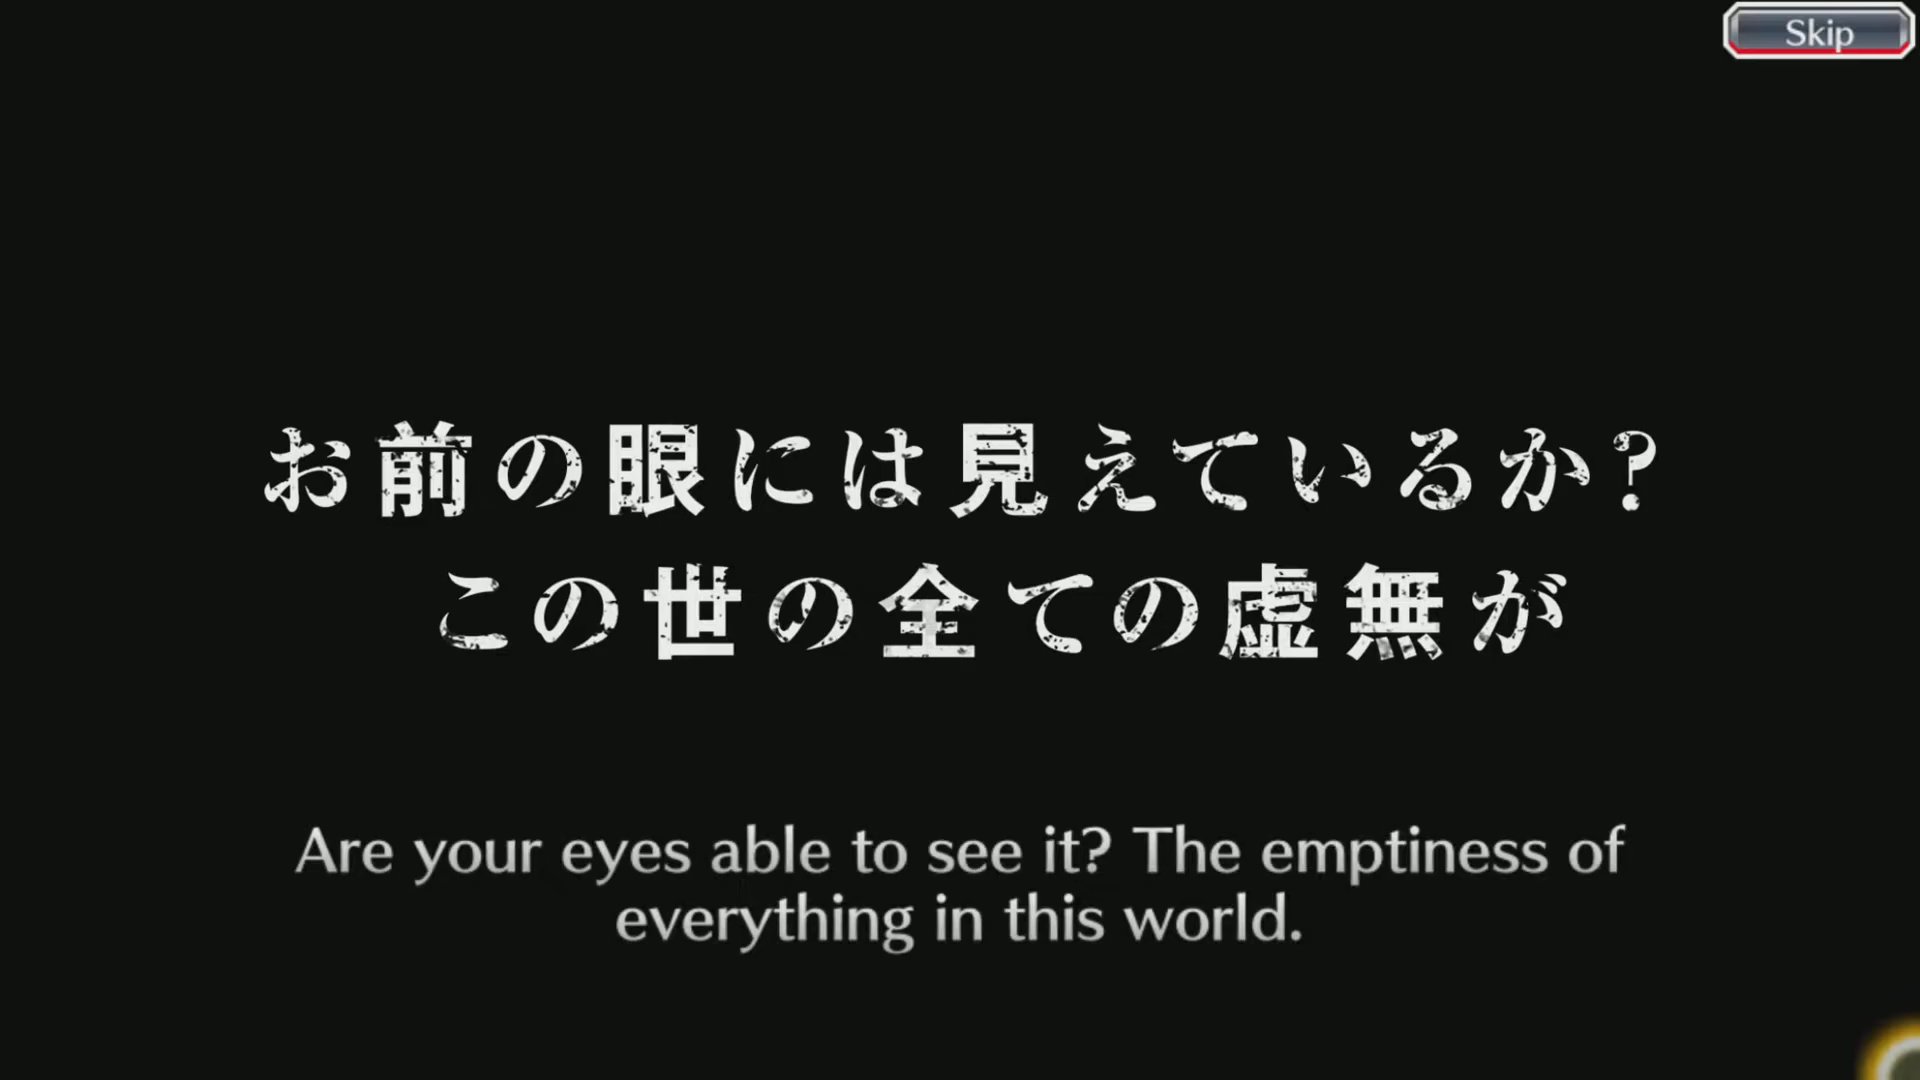 Skip
お前の眼には見えているか?
この世の全ての虚無が
Are your eyes able to see it? The emptiness of
everything in this world.